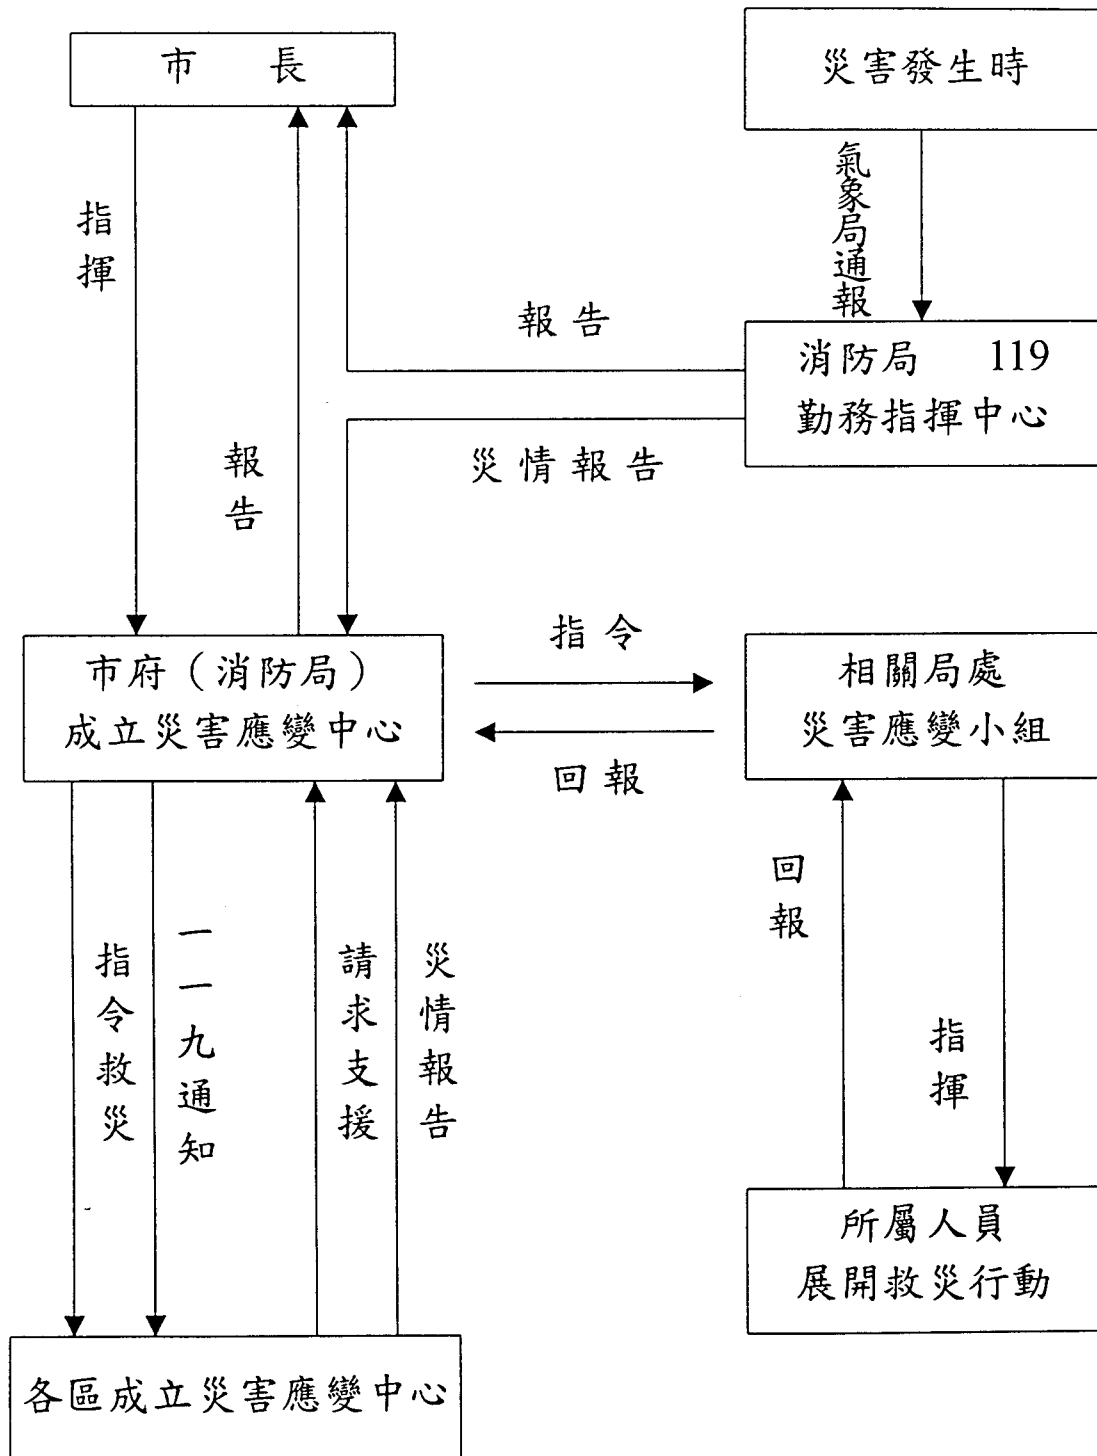 市　長
災害發生時
指揮
氣象局通報
報告
消防局　119
勤務指揮中心
報告
災情報告
市府（消防局）
成立災害應變中心
指令
回報
相關局處
災害應變小組
指令救災
一一九通知
請求支援
災情報告
回報
指揮
所屬人員
展開救災行動
各區成立災害應變中心